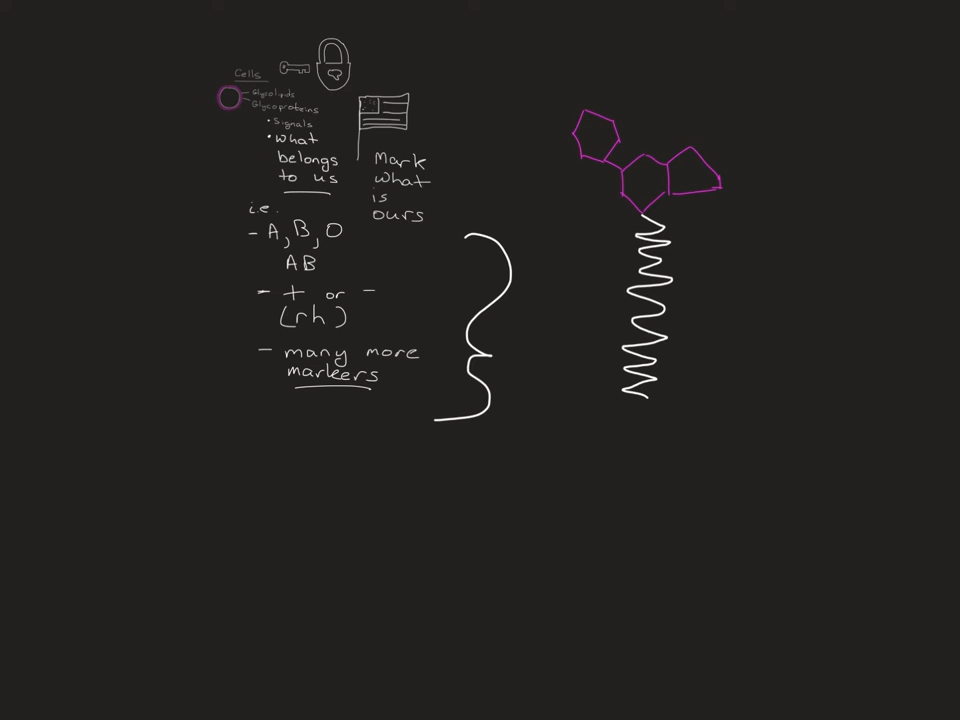 Cells
Glycolipids
Glycoproteins
• Signals
• what
belongs
to us
Mark
what
is
ours
i.e.
- A, B, O
AB
- + or -
(rh)
- many more
markers